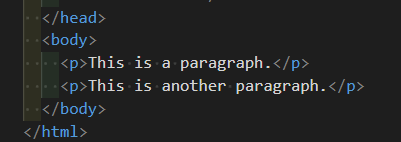 </head>
<body>
<p>This is a paragraph.</p>
<p>This is another paragraph.</p>
</body>
</html>